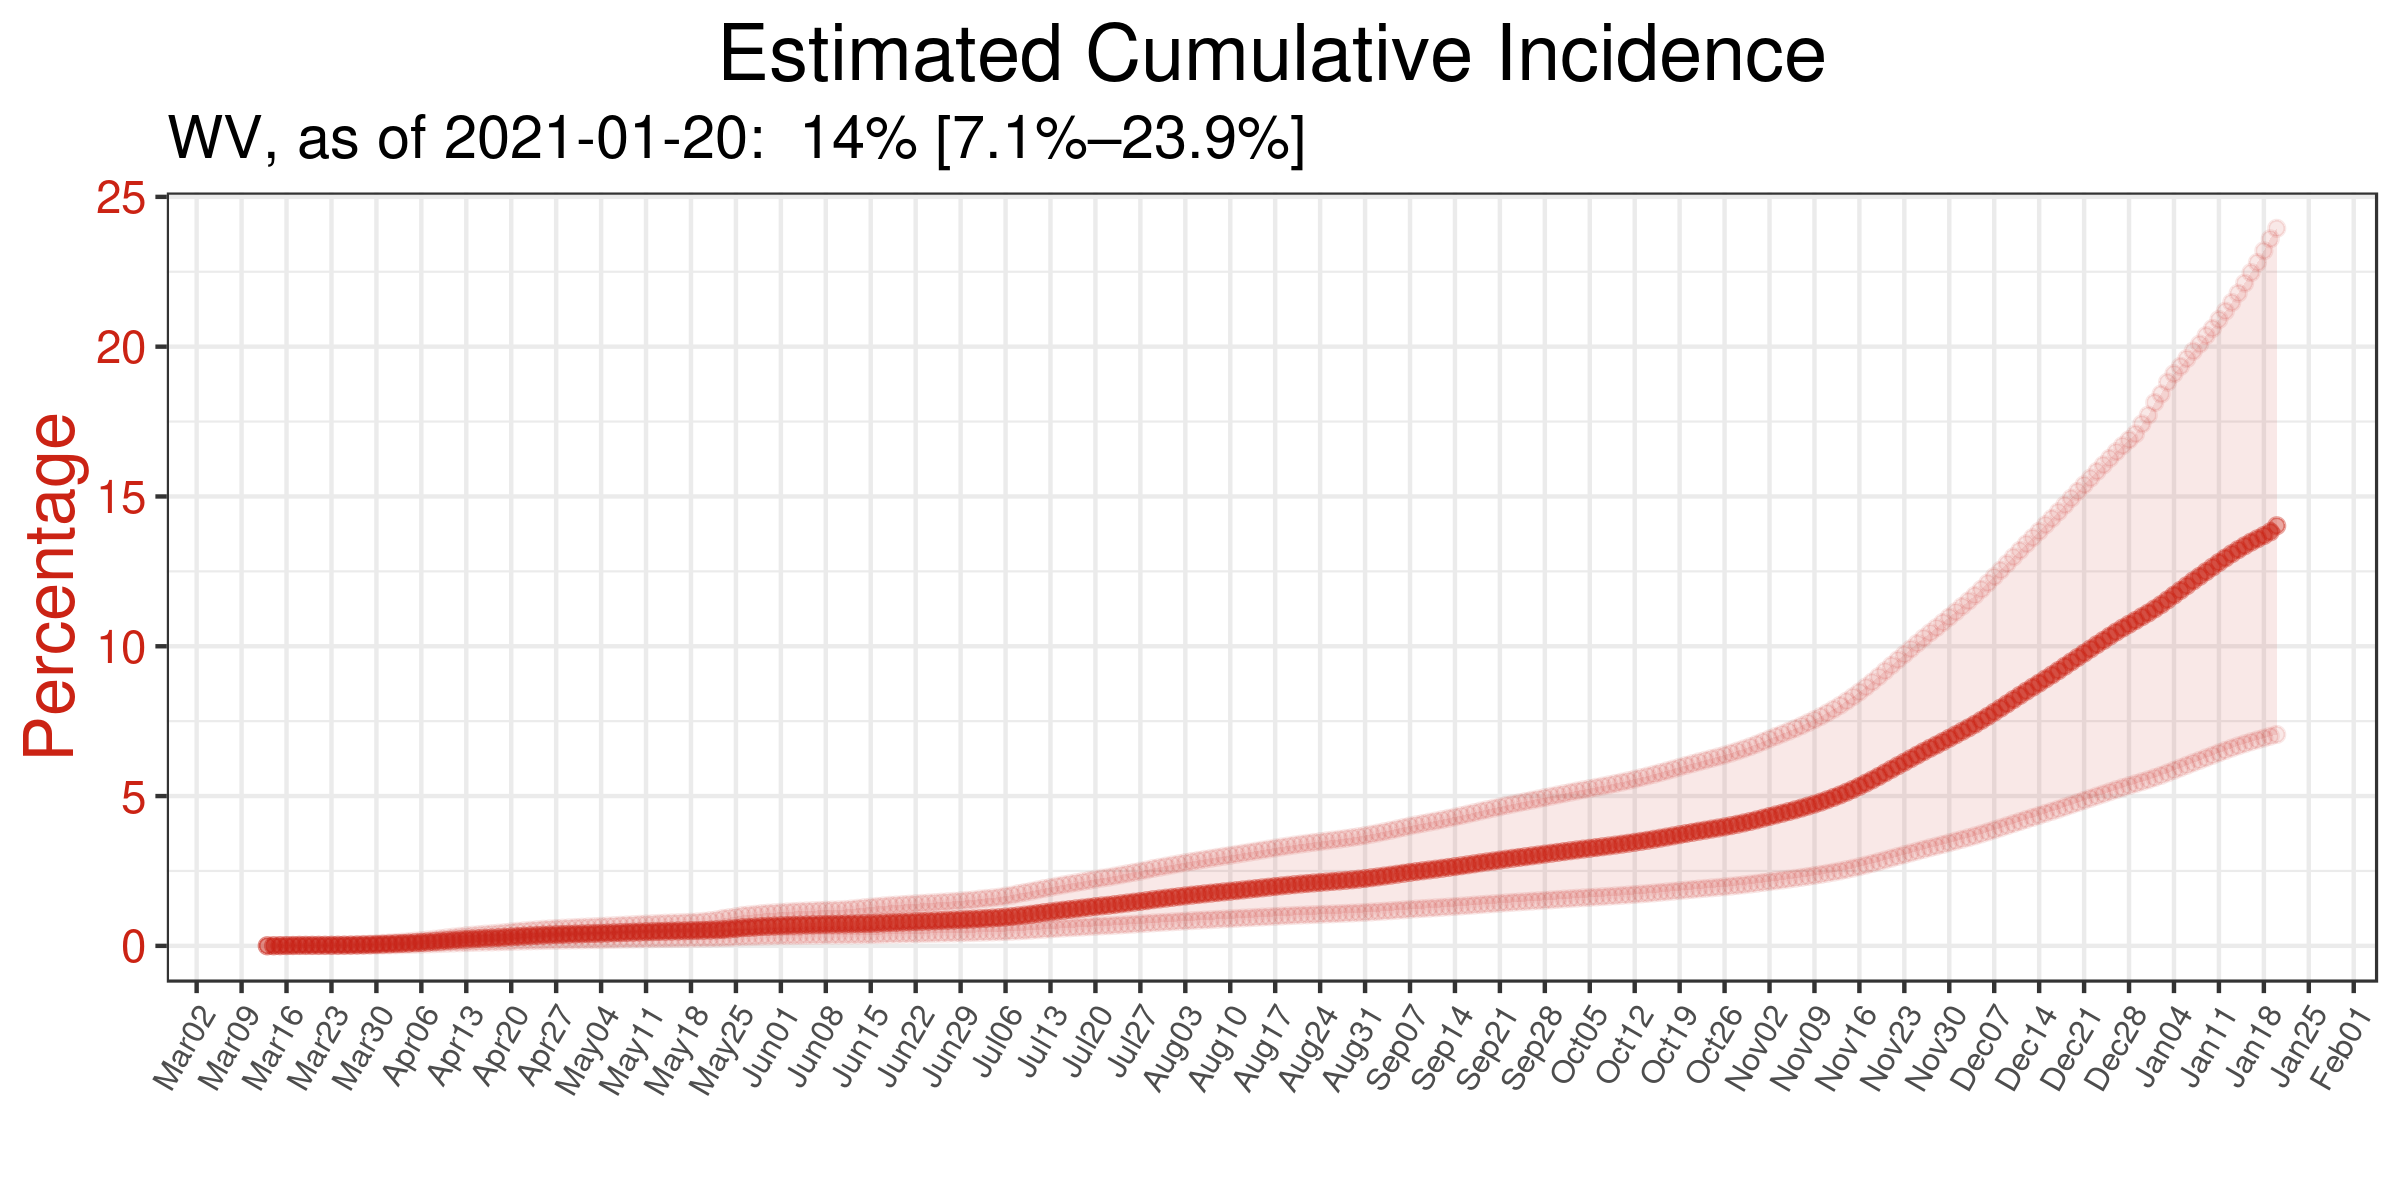 Estimated Cumulative Incidence
WV, as of 2021-01-20:  14% [7.1%–23.9%]
Percentage
25
20
15
10
5
0
Mar02
Mar09
Mar16
Mar23
Mar30
Apr06
Apr13
Apr20
Apr27
May04
May11
May18
May25
Jun01
Jun08
Jun15
Jun22
Jun29
Jul06
Jul13
Jul20
Jul27
Aug03
Aug10
Aug17
Aug24
Aug31
Sep07
Sep14
Sep21
Sep28
Oct05
Oct12
Oct19
Oct26
Nov02
Nov09
Nov16
Nov23
Nov30
Dec07
Dec14
Dec21
Dec28
Jan04
Jan11
Jan18
Jan25
Feb01